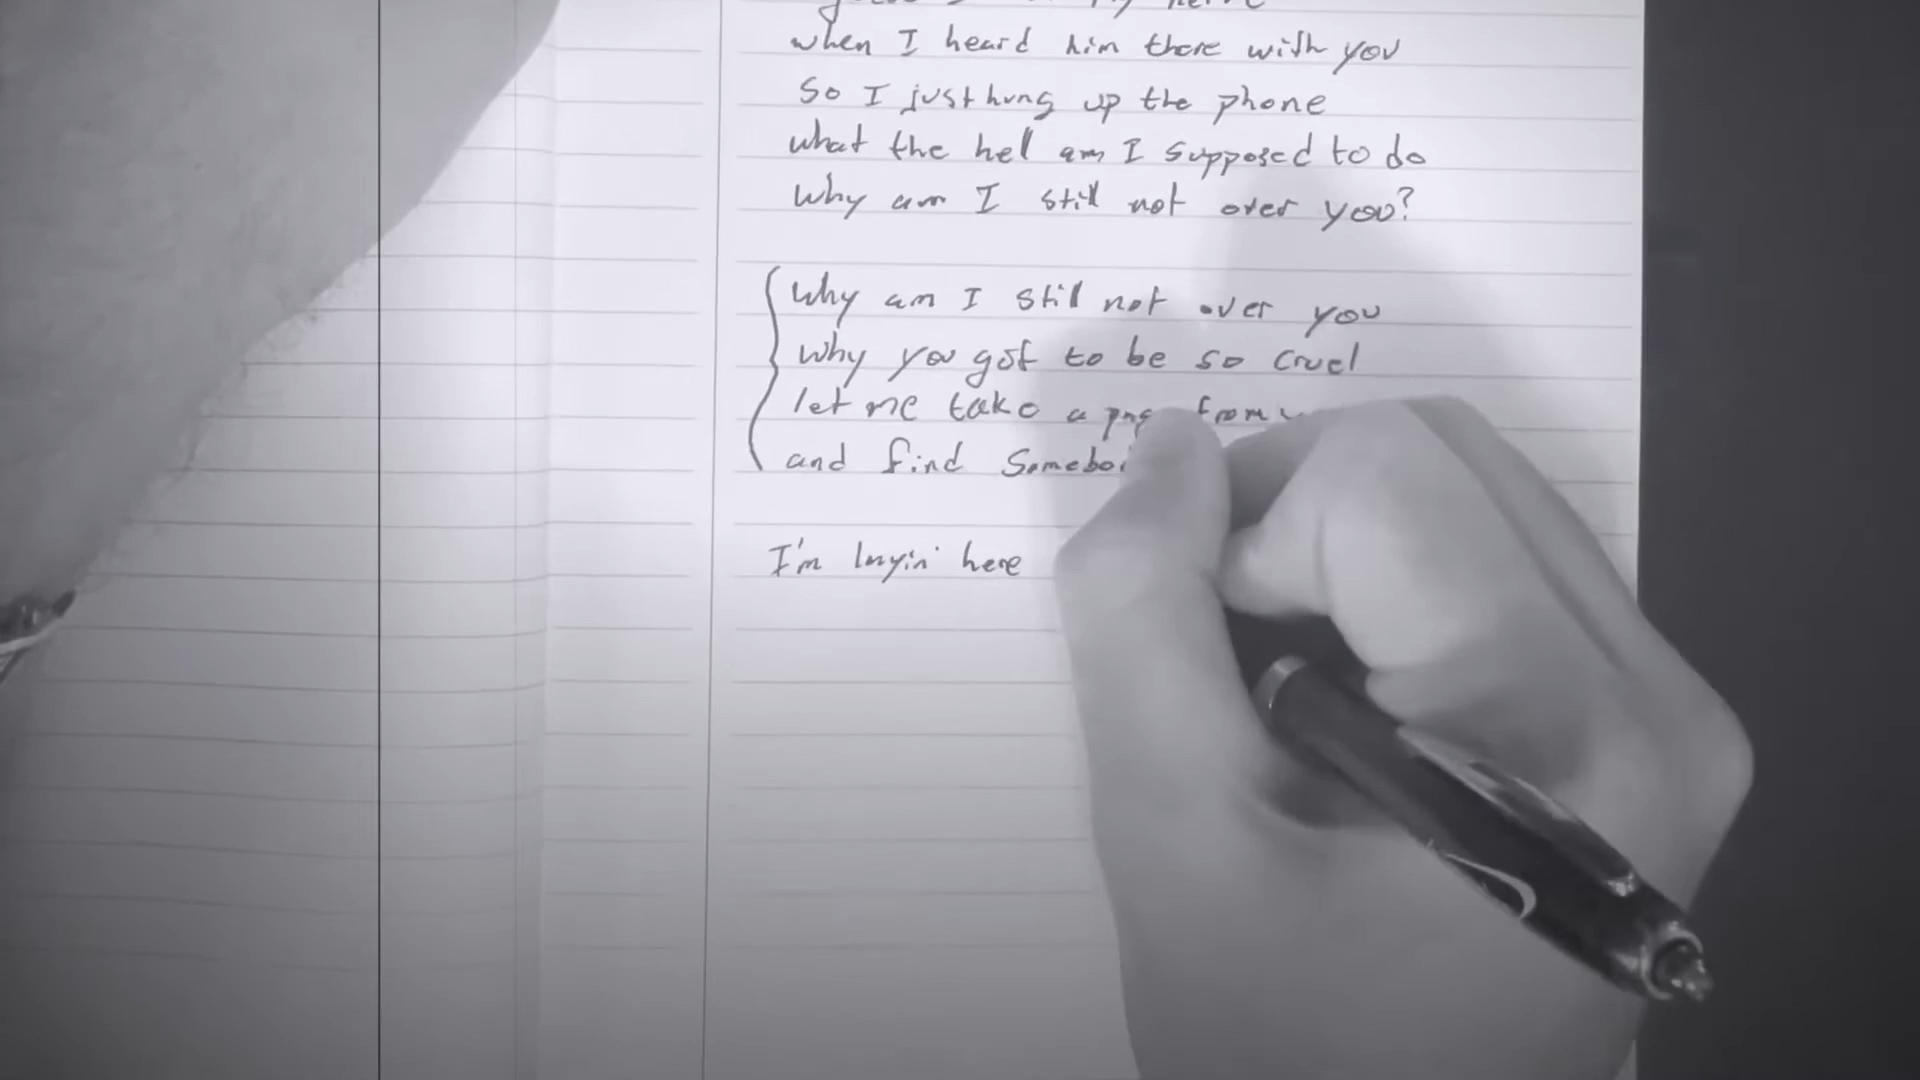 when I heard him there with you
So I just hung up the phone
what the hell am I supposed to do
Why am I still not over you?
Why am I still not over you
Why you got to be so cruel
let me take a page from
and find
I'm layin' here